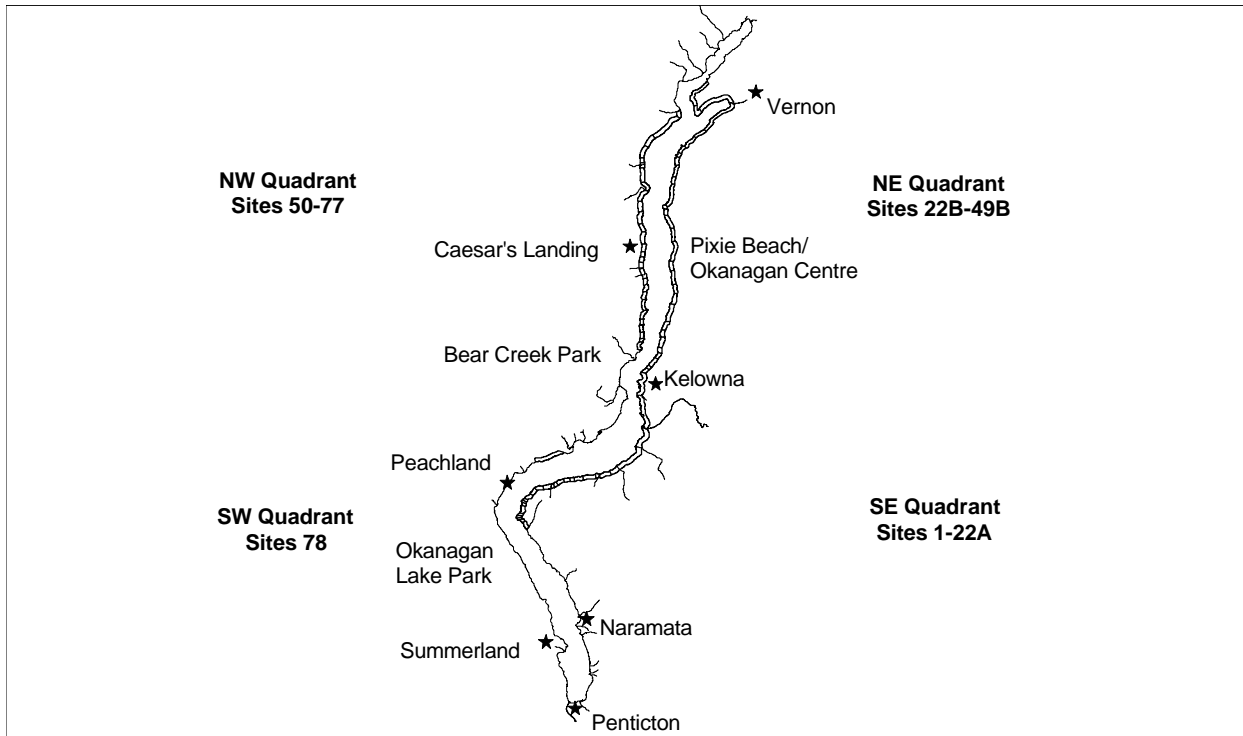 Vernon
NW Quadrant
Sites 50-77
NE Quadrant
Sites 22B-49B
Caesar's Landing
Pixie Beach/
Okanagan Centre
Bear Creek Park
Kelowna
Peachland
SW Quadrant
Sites 78
SE Quadrant
Sites 1-22A
Okanagan
Lake Park
Naramata
Summerland
Penticton